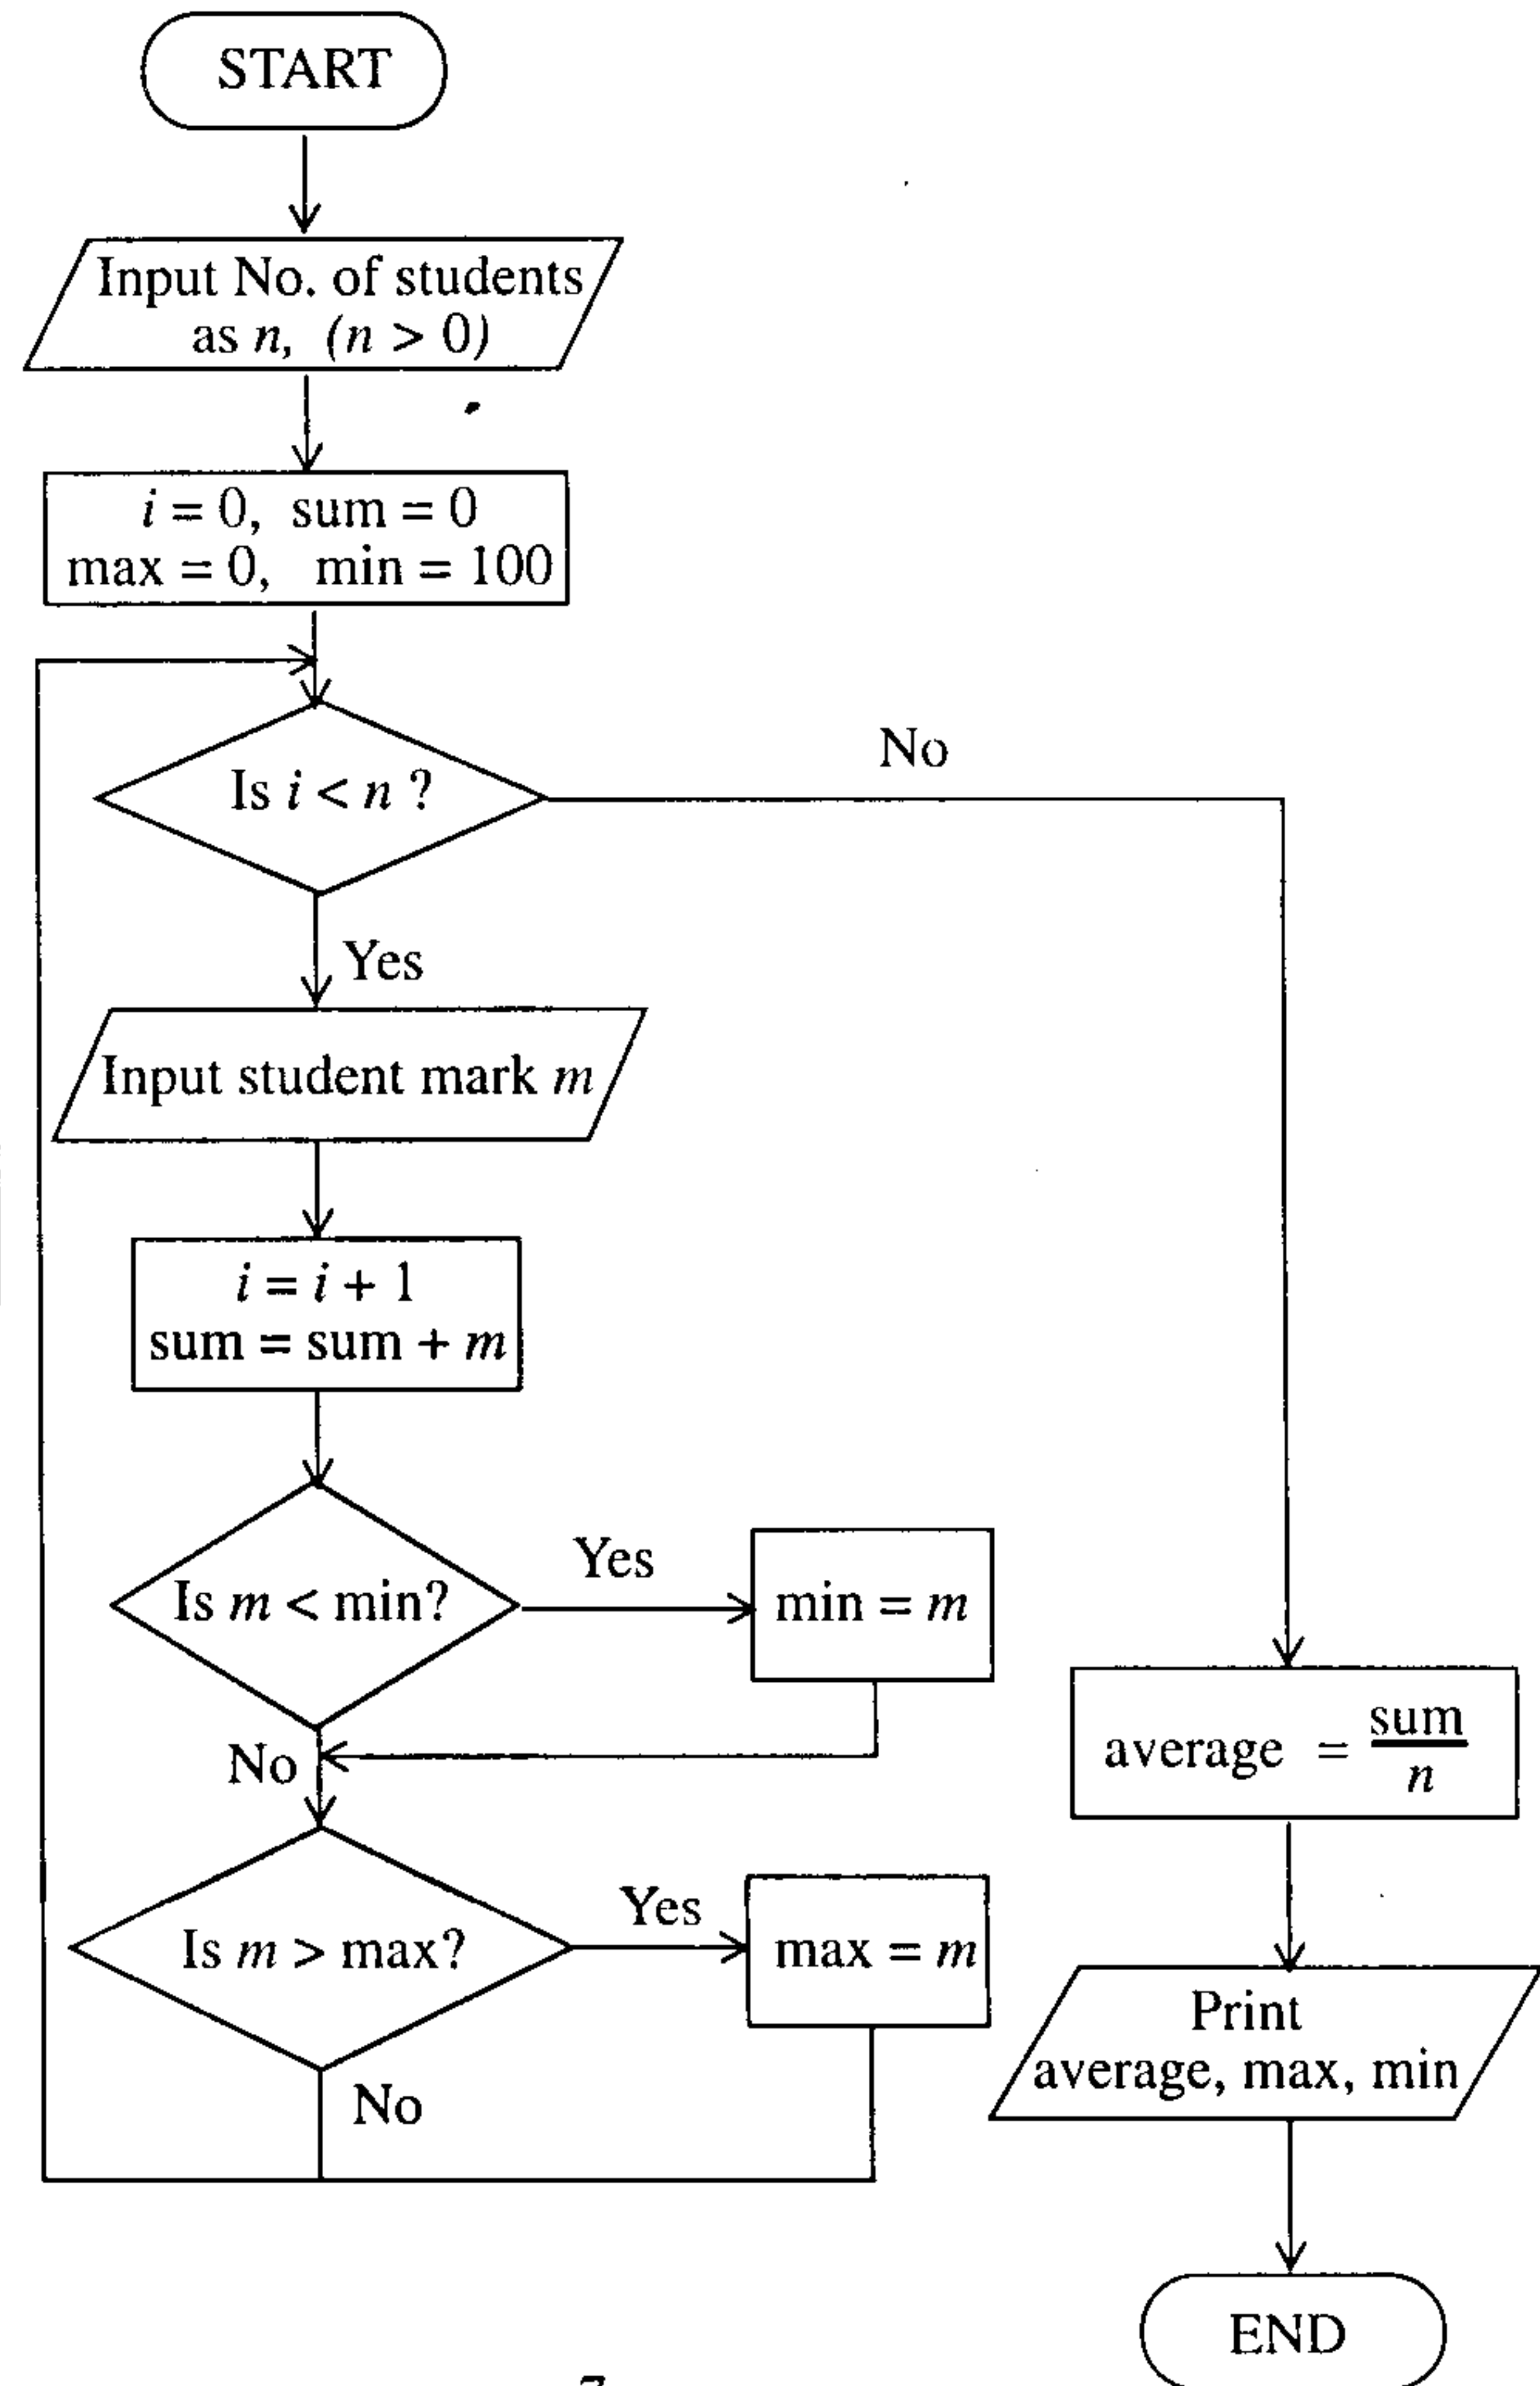 START
Input No. of students
as n, (n > 0)
i = 0, sum = 0
max = 0, min = 100
Is i < n ?
No
Yes
Input student mark m
i = i + 1
sum = sum + m
Is m < min?
Yes
min = m
No
Is m > max?
Yes
max = m
No
average = sum
n
Print
average, max, min
END